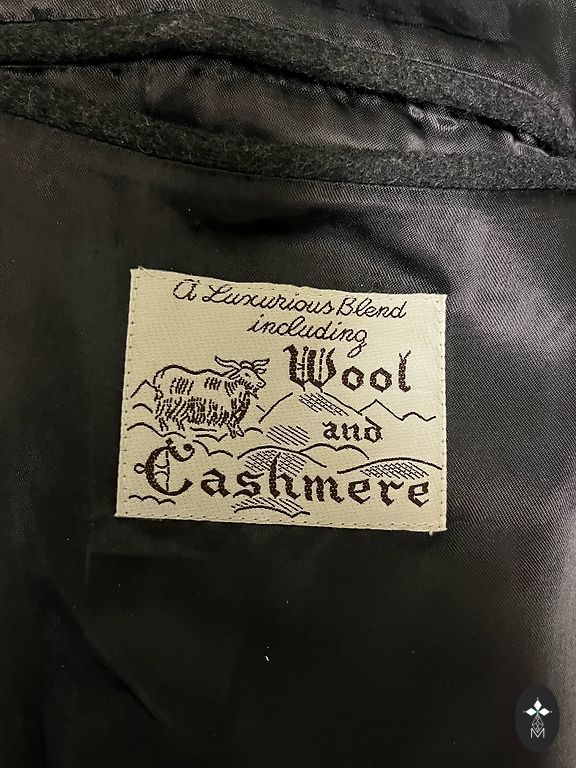 A Luxurious Blend
including
Wool
and
Cashmere
M